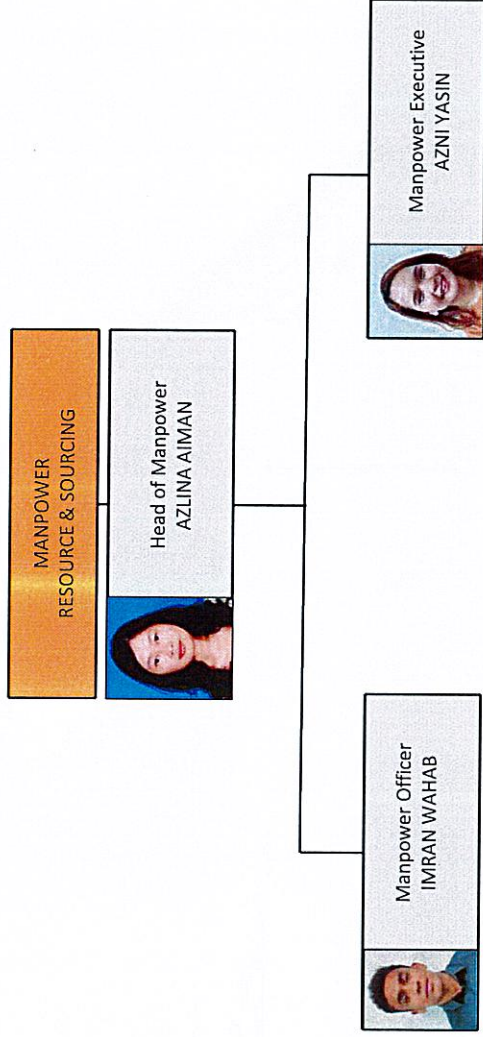 MANPOWER
RESOURCE & SOURCING
Head of Manpower
AZLINA AIMAN
Manpower Officer
IMRAN WAHAB
Manpower Executive
AZNI YASIN